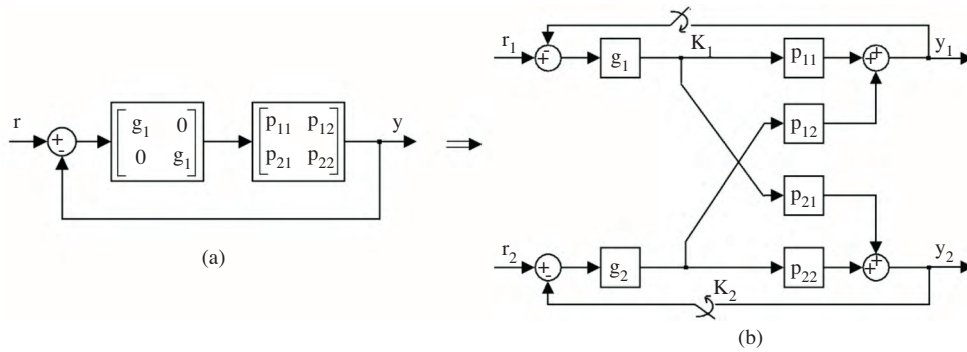 r
+
-
g1 0
0 g1
p11 p12
p21 p22
y
(a)
⇒
r1
-
g1
K1
p11
+ +
y1
p12
p21
r2
-
g2
K2
p22
+ +
y2
(b)